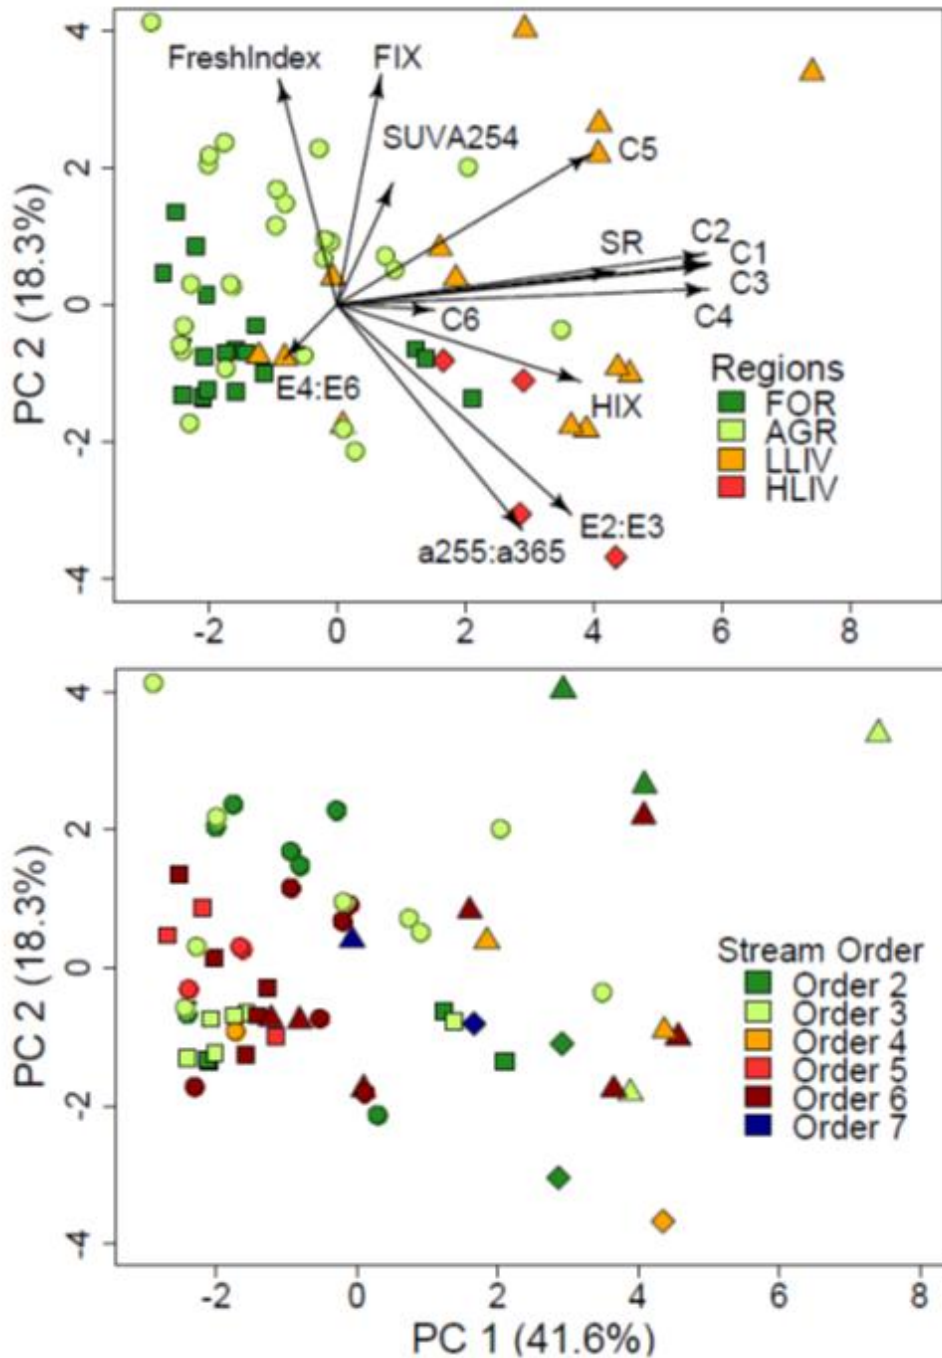 4
FreshIndex
FIX
SUVA254
C5
2
C2
SR
C1
0
C3
C6
C4
E4:E6
Regions
HIX
FOR
AGR
LLIV
HLIV
-2
E2:E3
a255:a365
-4
PC 2 (18.3%)
-2 0 2 4 6 8
4
2
0
-2
-4
PC 2 (18.3%)
Stream Order
Order 2
Order 3
Order 4
Order 5
Order 6
Order 7
-2 0 2 4 6 8
PC 1 (41.6%)